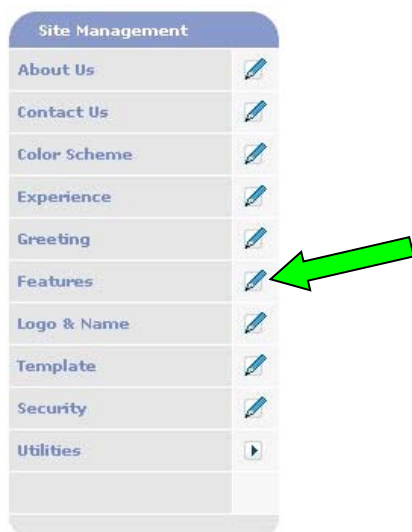 Site Management
About Us
Contact Us
Color Scheme
Experience
Greeting
Features
Logo & Name
Template
Security
Utilities